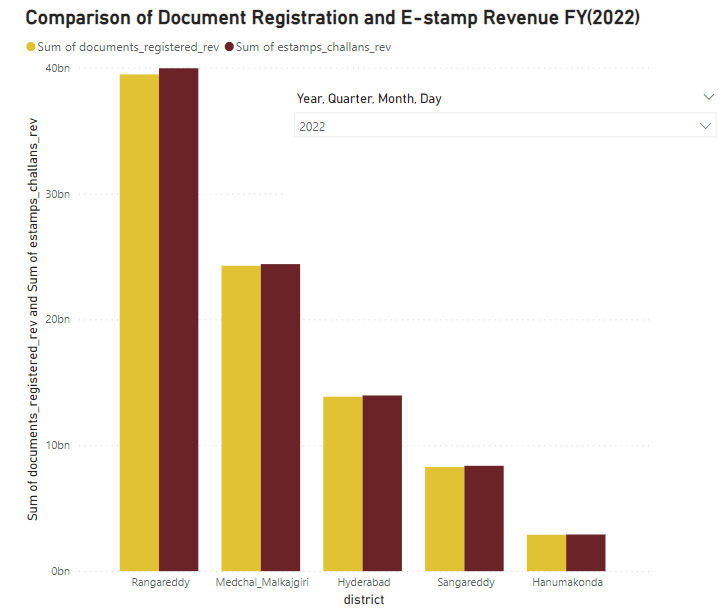 Comparison of Document Registration and E-stamp Revenue FY(2022)
Sum of documents_registered_rev Sum of estamps_challans_rev
Year, Quarter, Month, Day
2022
Sum of documents_registered_rev and Sum of estamps_challans_rev
40bn
30bn
20bn
10bn
0bn
Rangareddy Medchal_Malkajgiri Hyderabad Sangareddy Hanumakonda
district